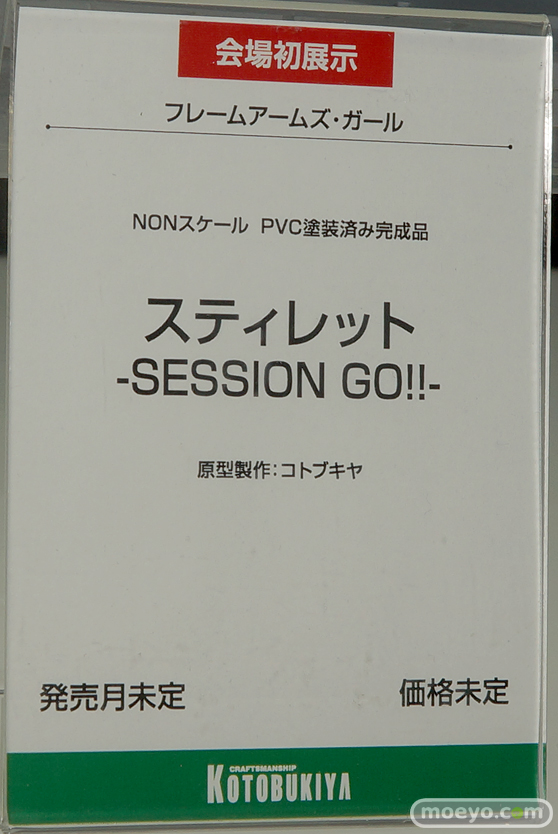 会場初展示
フレームアームズ・ガール
NONスケール PVC塗装済み完成品
スティレット
-SESSION GO!!-
原型製作：コトブキヤ
発売月未定
価格未定
CRAFTSMANSHIP
KOTOBUKIYA
moeyo.com